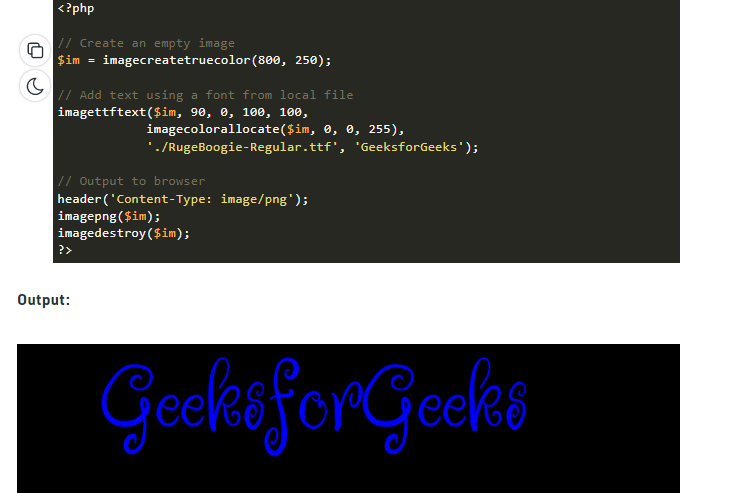 <?php
// Create an empty image
$im = imagecreatetruecolor(800, 250);
// Add text using a font from local file
imagettftext($im, 90, 0, 100, 100,
imagecolorallocate($im, 0, 0, 255),
'./RugeBoogie-Regular.ttf', 'GeeksforGeeks');
// Output to browser
header('Content-Type: image/png');
imagepng($im);
imagedestroy($im);
?>
Output:
GeeksforGeeks